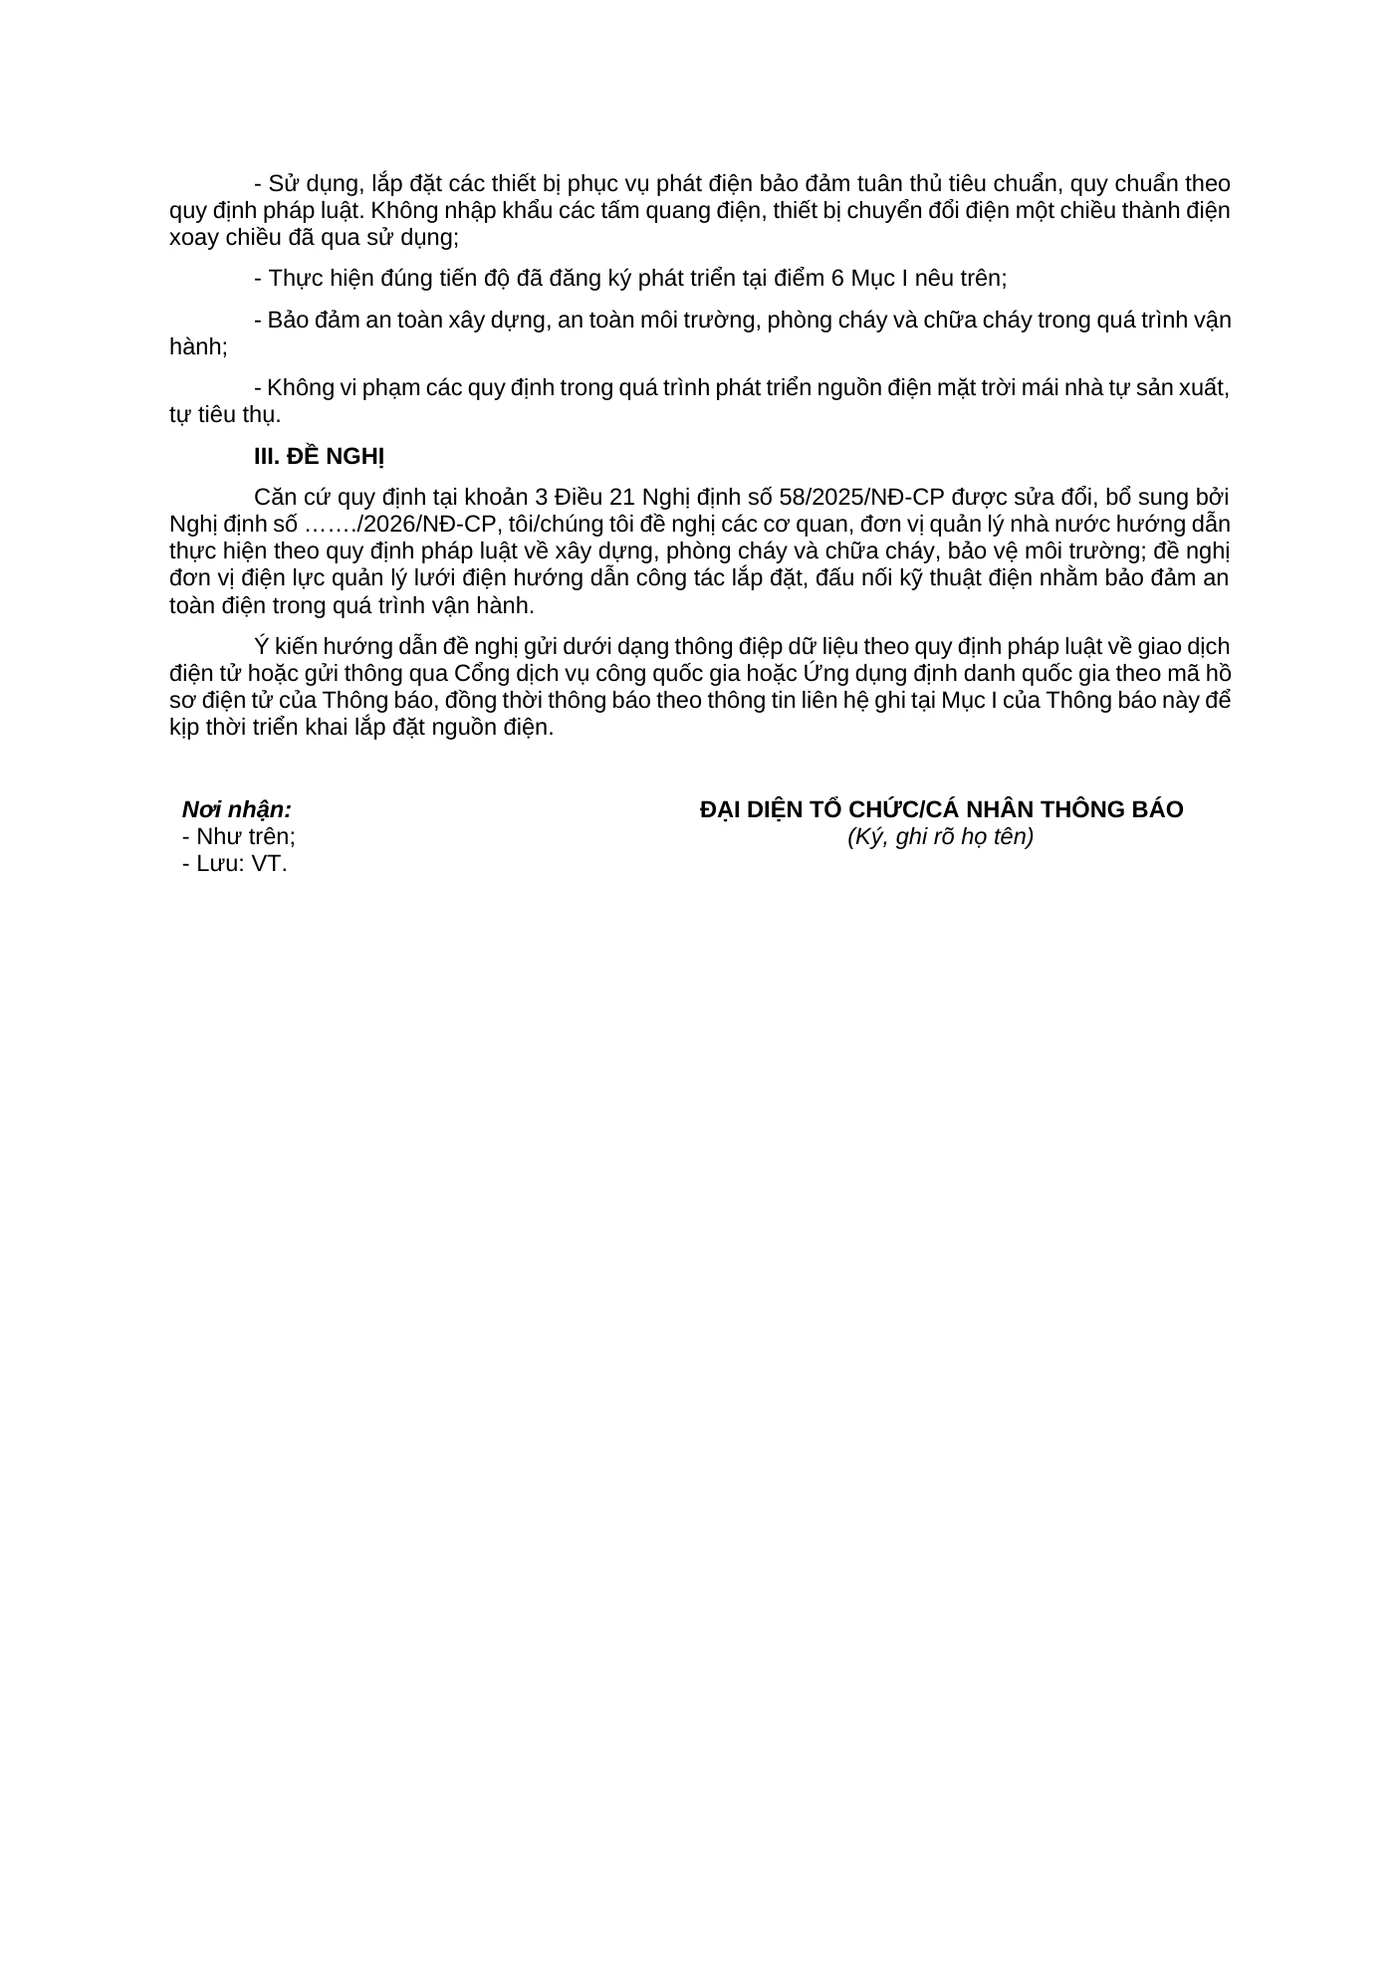 - Sử dụng, lắp đặt các thiết bị phục vụ phát điện bảo đảm tuân thủ tiêu chuẩn, quy chuẩn theo
quy định pháp luật. Không nhập khẩu các tấm quang điện, thiết bị chuyển đổi điện một chiều thành điện
xoay chiều đã qua sử dụng;
- Thực hiện đúng tiến độ đã đăng ký phát triển tại điểm 6 Mục I nêu trên;
- Bảo đảm an toàn xây dựng, an toàn môi trường, phòng cháy và chữa cháy trong quá trình vận
hành;
- Không vi phạm các quy định trong quá trình phát triển nguồn điện mặt trời mái nhà tự sản xuất,
tự tiêu thụ.
III. ĐỀ NGHỊ
Căn cứ quy định tại khoản 3 Điều 21 Nghị định số 58/2025/NĐ-CP được sửa đổi, bổ sung bởi
Nghị định số ……./2026/NĐ-CP, tôi/chúng tôi đề nghị các cơ quan, đơn vị quản lý nhà nước hướng dẫn
thực hiện theo quy định pháp luật về xây dựng, phòng cháy và chữa cháy, bảo vệ môi trường; đề nghị
đơn vị điện lực quản lý lưới điện hướng dẫn công tác lắp đặt, đấu nối kỹ thuật điện nhằm bảo đảm an
toàn điện trong quá trình vận hành.
Ý kiến hướng dẫn đề nghị gửi dưới dạng thông điệp dữ liệu theo quy định pháp luật về giao dịch
điện tử hoặc gửi thông qua Cổng dịch vụ công quốc gia hoặc Ứng dụng định danh quốc gia theo mã hồ
sơ điện tử của Thông báo, đồng thời thông báo theo thông tin liên hệ ghi tại Mục I của Thông báo này để
kịp thời triển khai lắp đặt nguồn điện.
Nơi nhận:
- Như trên;
- Lưu: VT.
ĐẠI DIỆN TỔ CHỨC/CÁ NHÂN THÔNG BÁO
(Ký, ghi rõ họ tên)